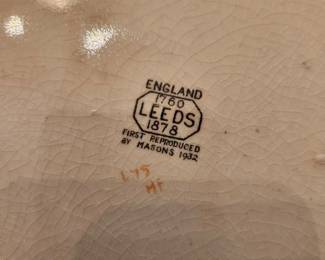 ENGLAND
1760
LEEDS
1878
FIRST REPRODUCED
BY MASONS 1932